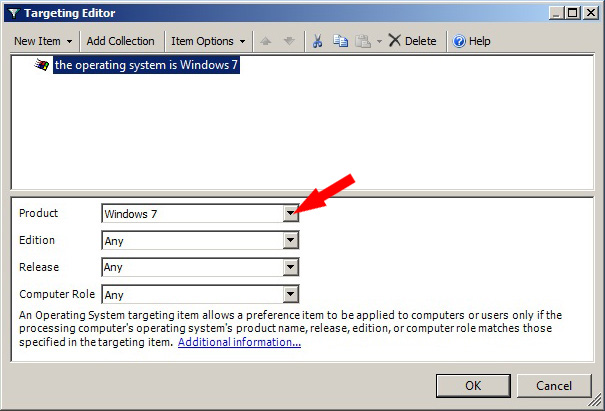 Targeting Editor
New Item Add Collection Item Options Delete Help
the operating system is Windows 7
Product Windows 7
Edition Any
Release Any
Computer Role Any
An Operating System targeting item allows a preference item to be applied to computers or users only if the
processing computer's operating system's product name, release, edition, or computer role matches those
specified in the targeting item. Additional information...
OK Cancel